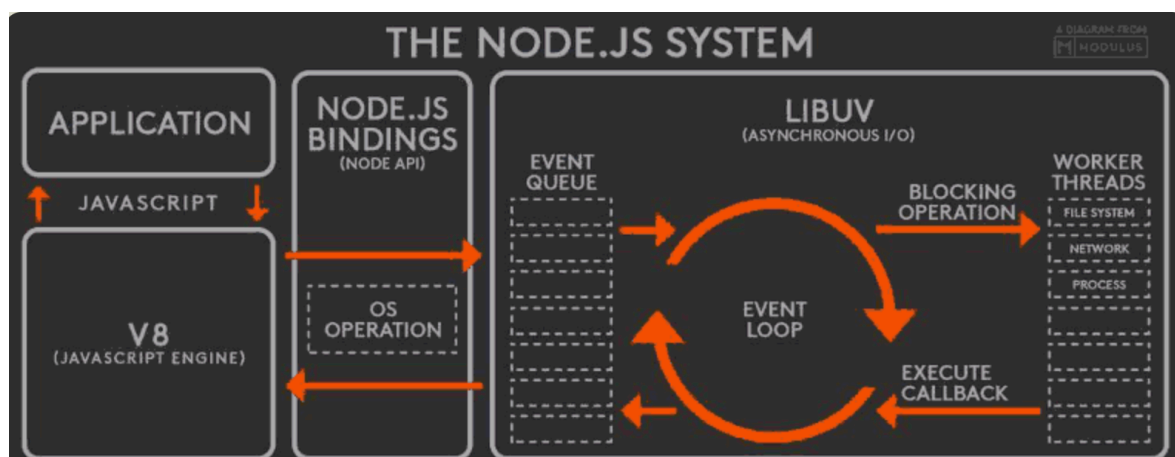 THE NODE.JS SYSTEM
A DIAGRAM FROM
MODULUS
APPLICATION
JAVASCRIPT
V8
(JAVASCRIPT ENGINE)
NODE.JS
BINDINGS
(NODE API)
OS
OPERATION
LIBUV
(ASYNCHRONOUS I/O)
EVENT
QUEUE
EVENT
LOOP
BLOCKING
OPERATION
EXECUTE
CALLBACK
WORKER
THREADS
FILE SYSTEM
NETWORK
PROCESS